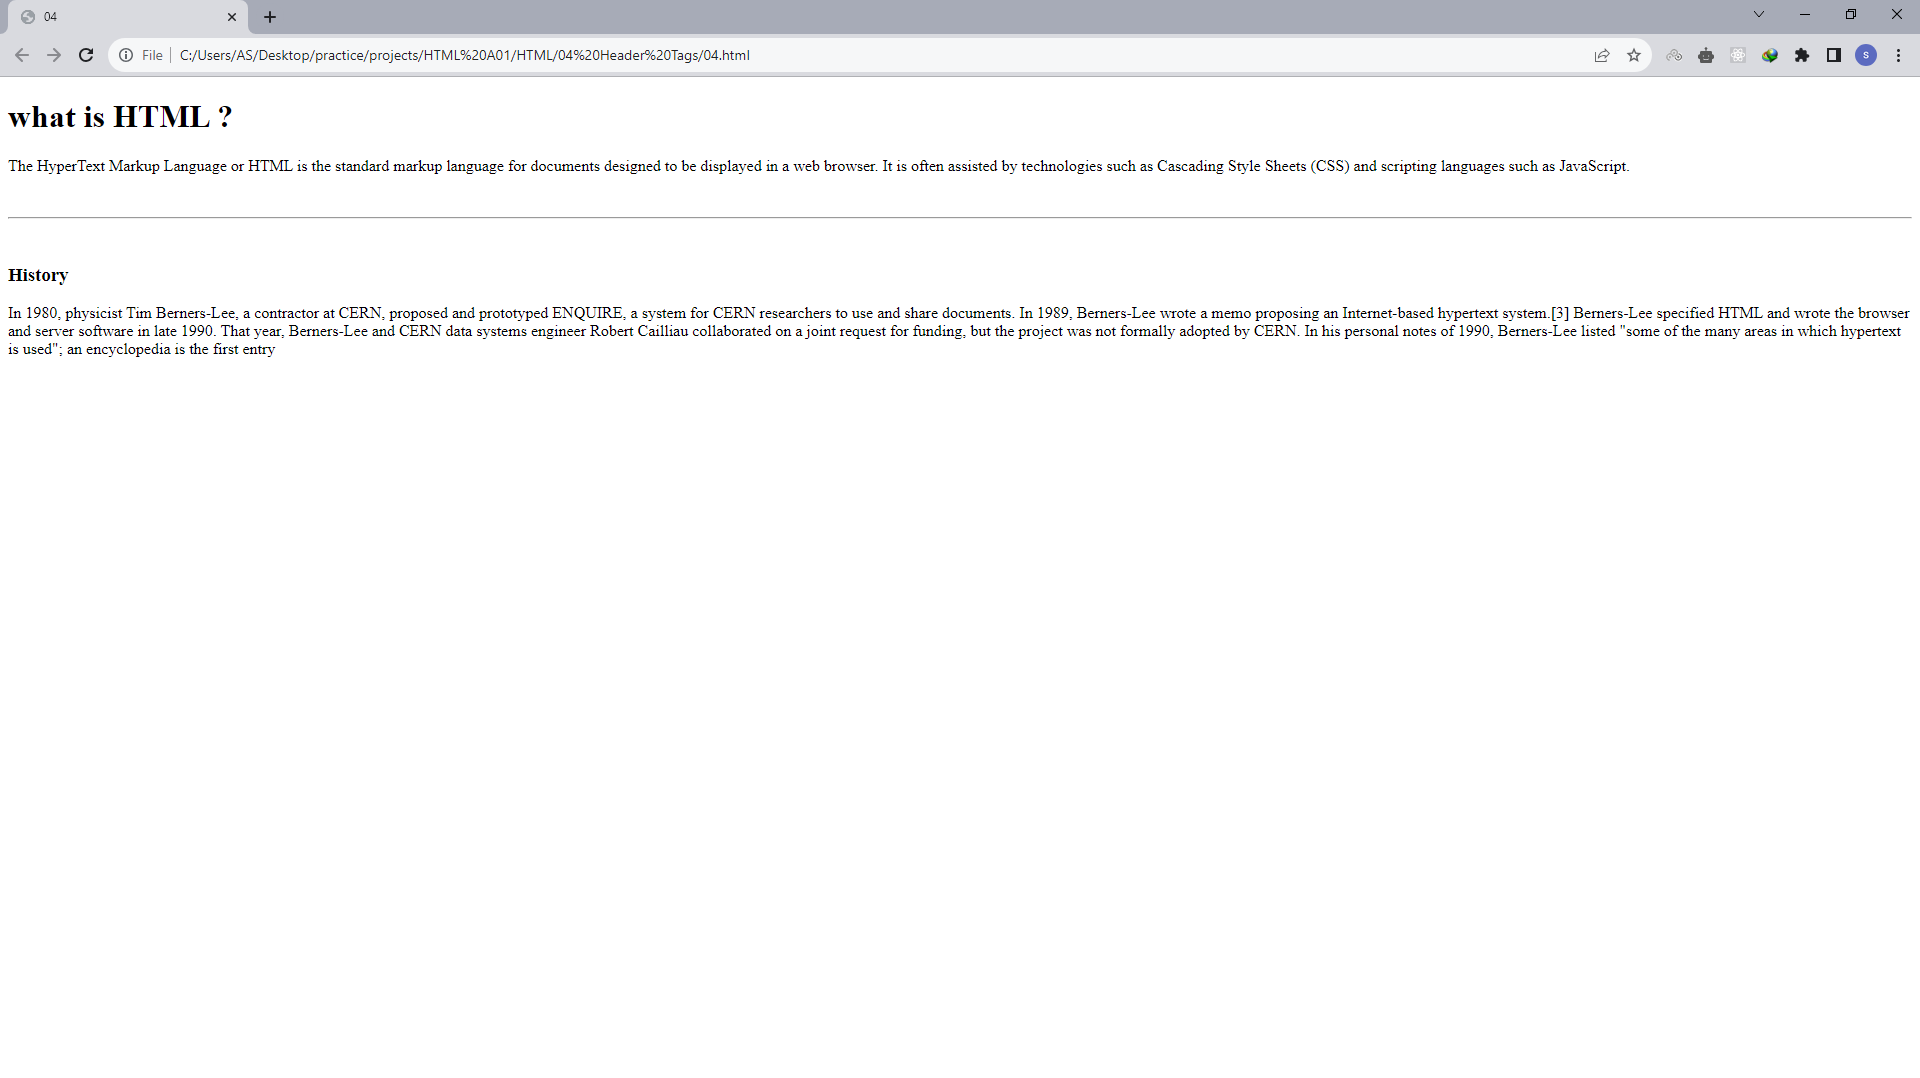 04
File
C:/Users/AS/Desktop/practice/projects/HTML%20A01/HTML/04%20Header%20Tags/04.html
S
what is HTML ?
The HyperText Markup Language or HTML is the standard markup language for documents designed to be displayed in a web browser. It is often assisted by technologies such as Cascading Style Sheets (CSS) and scripting languages such as JavaScript.
History
In 1980, physicist Tim Berners-Lee, a contractor at CERN, proposed and prototyped ENQUIRE, a system for CERN researchers to use and share documents. In 1989, Berners-Lee wrote a memo proposing an Internet-based hypertext system.[3] Berners-Lee specified HTML and wrote the browser
and server software in late 1990. That year, Berners-Lee and CERN data systems engineer Robert Cailliau collaborated on a joint request for funding, but the project was not formally adopted by CERN. In his personal notes of 1990, Berners-Lee listed "some of the many areas in which hypertext
is used"; an encyclopedia is the first entry